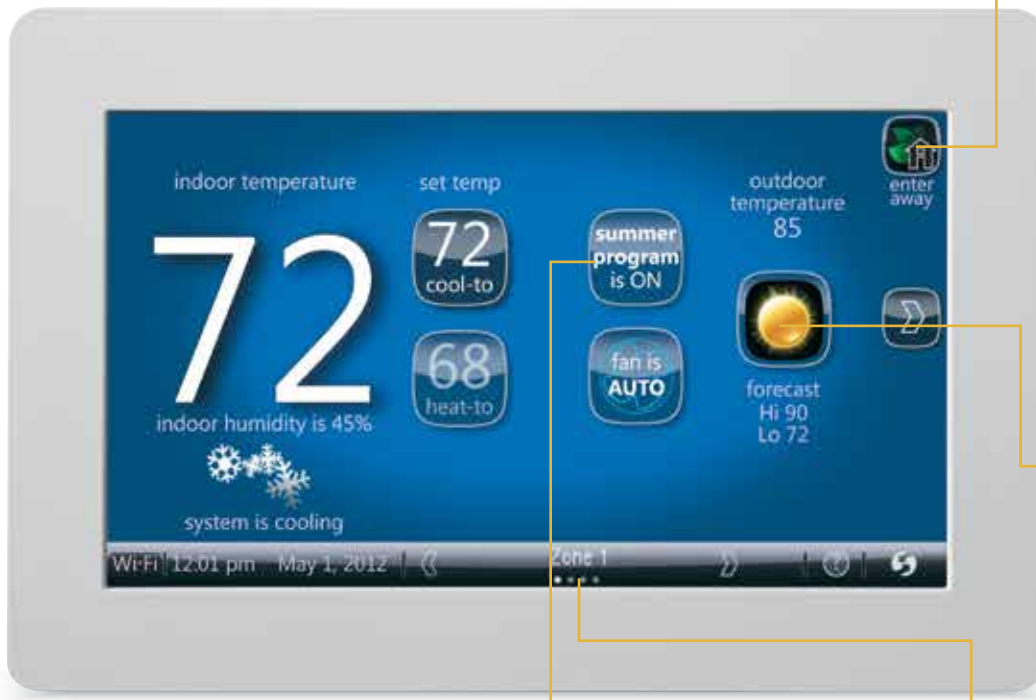 indoor temperature
72
indoor humidity is 45%
system is cooling
set temp
72
cool-to
68
heat-to
summer
program
is ON
fan is
AUTO
outdoor
temperature
85
forecast
Hi 90
Lo 72
enter
away
Wi-Fi 12:01 pm May 1, 2012
Zone 1
?